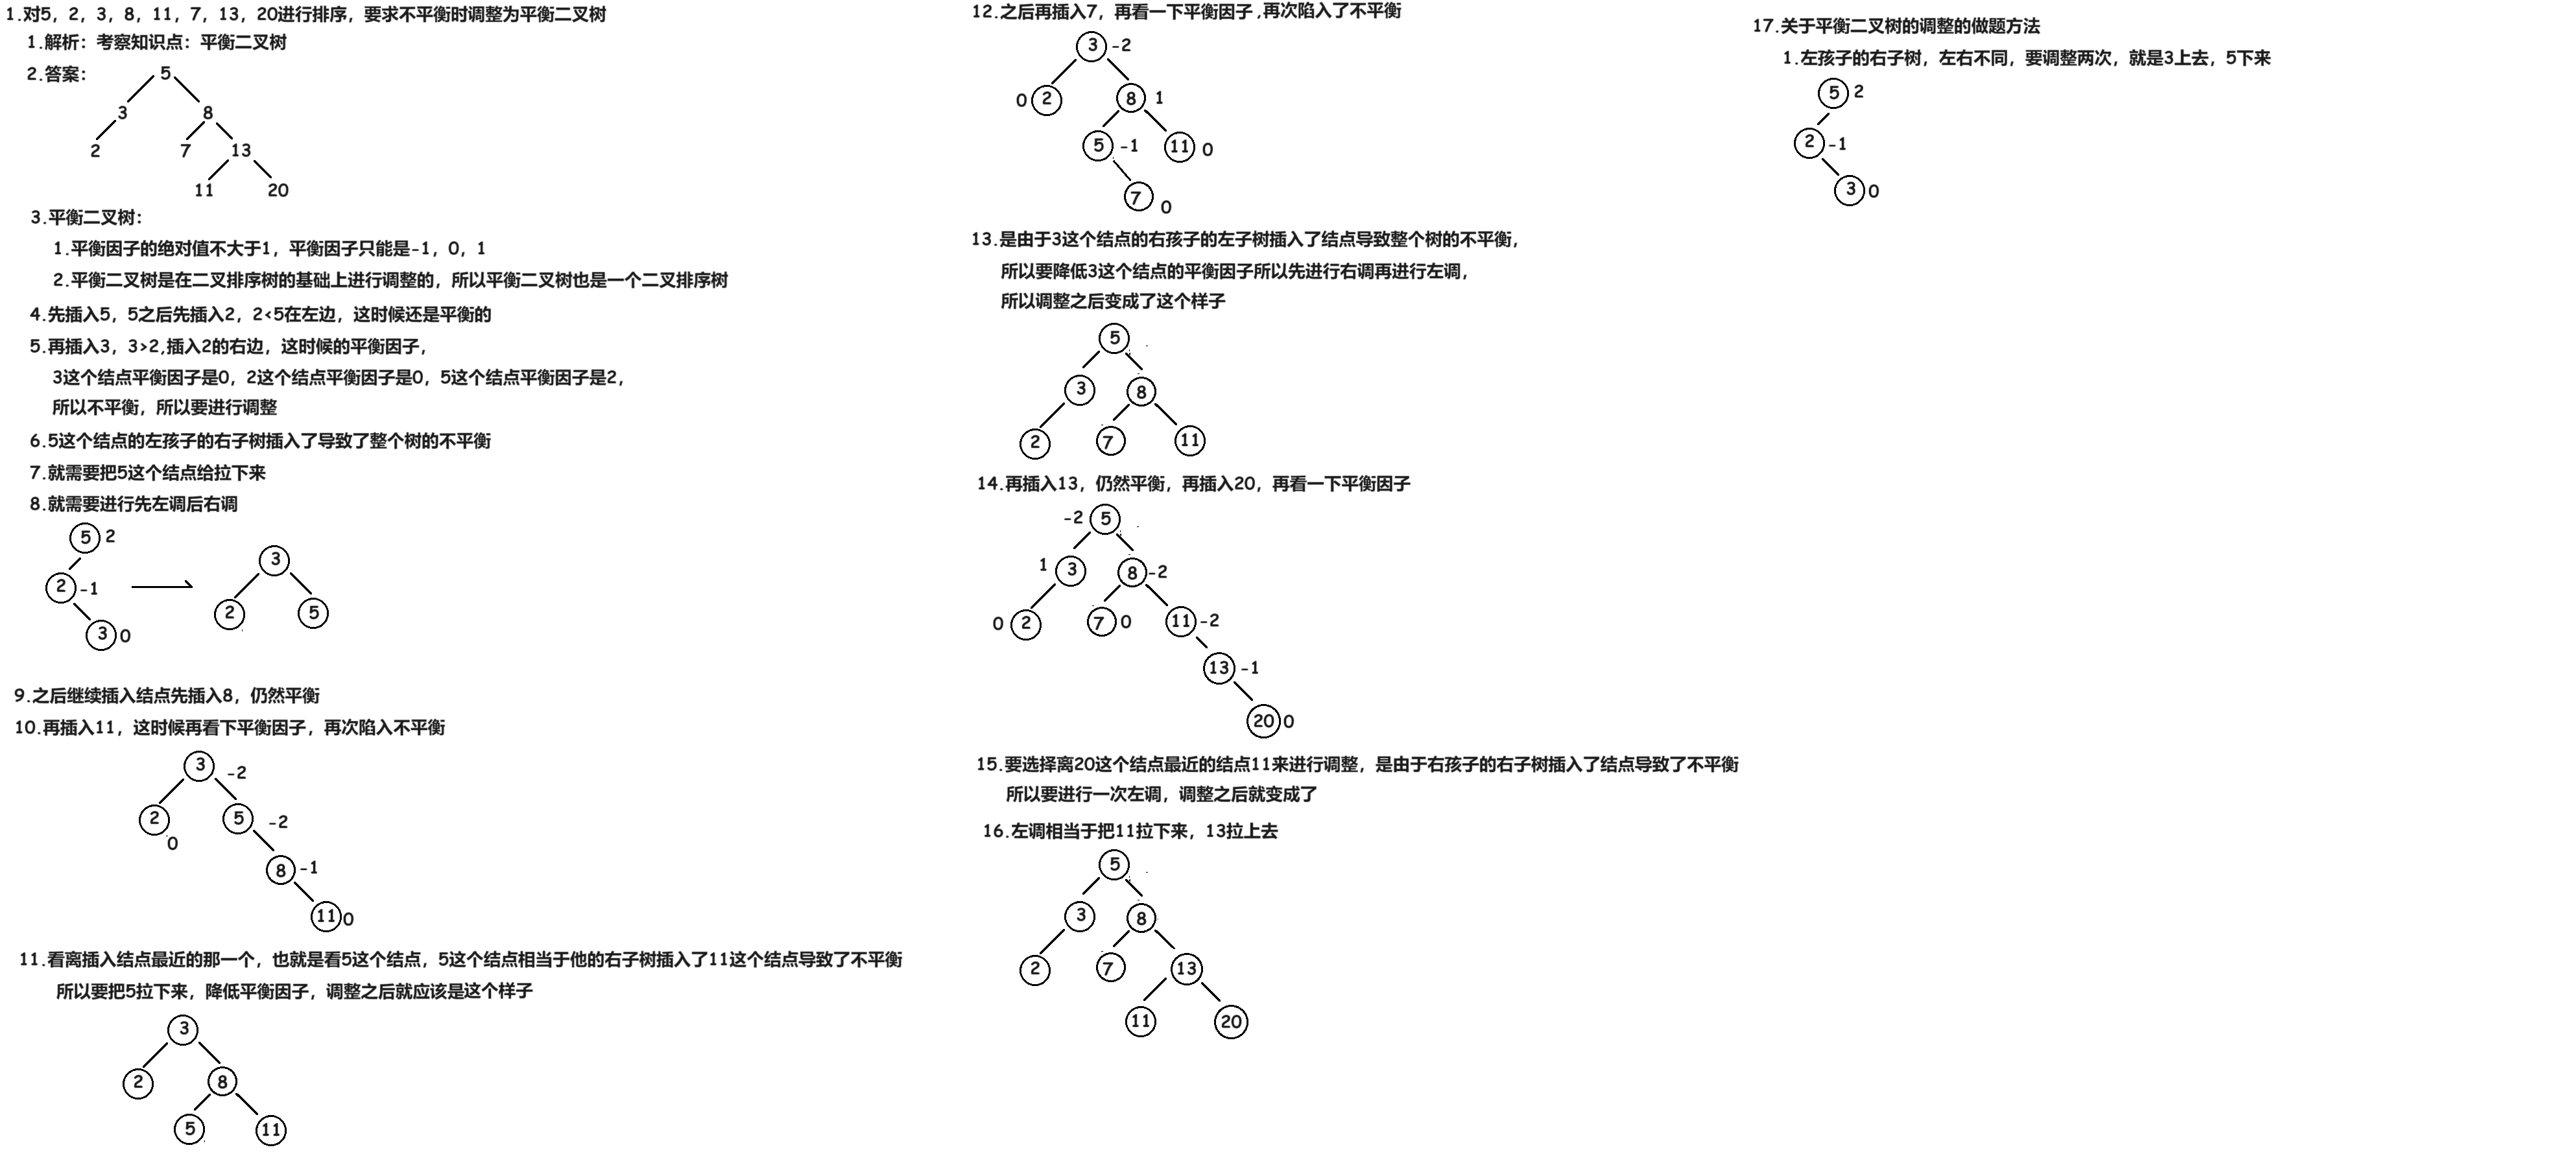 1.对5，2，3，8，11，7，13，20进行排序，要求不平衡时调整为平衡二叉树
1.解析：考察知识点：平衡二叉树
2.答案：
5
3 8
2 7 13
11 20
3.平衡二叉树：
1.平衡因子的绝对值不大于1，平衡因子只能是-1，0，1
2.平衡二叉树是在二叉排序树的基础上进行调整的，所以平衡二叉树也是一个二叉排序树
4.先插入5，5之后先插入2，2<5在左边，这时候还是平衡的
5.再插入3，3>2,插入2的右边，这时候的平衡因子，
3这个结点平衡因子是0，2这个结点平衡因子是0，5这个结点平衡因子是2，
所以不平衡，所以要进行调整
6.5这个结点的左孩子的右子树插入了导致了整个树的不平衡
7.就需要把5这个结点给拉下来
8.就需要进行先左调后右调
5 2
3
2 -1
2 5
3 0
9.之后继续插入结点先插入8，仍然平衡
10.再插入11，这时候再看下平衡因子，再次陷入不平衡
3 -2
2 5 -2
0
8 -1
11 0
11.看离插入结点最近的那一个，也就是看5这个结点，5这个结点相当于他的右子树插入了11这个结点导致了不平衡
所以要把5拉下来，降低平衡因子，调整之后就应该是这个样子
3
2 8
5 11
12.之后再插入7，再看一下平衡因子,再次陷入了不平衡
3 -2
0 2 8 1
5 -1 11 0
7 0
13.是由于3这个结点的右孩子的左子树插入了结点导致整个树的不平衡，
所以要降低3这个结点的平衡因子所以先进行右调再进行左调，
所以调整之后变成了这个样子
5
3 8
2 7 11
14.再插入13，仍然平衡，再插入20，再看一下平衡因子
-2 5
1 3 8 -2
0 2 7 0 11 -2
13 -1
20 0
15.要选择离20这个结点最近的结点11来进行调整，是由于右孩子的右子树插入了结点导致了不平衡
所以要进行一次左调，调整之后就变成了
16.左调相当于把11拉下来，13拉上去
5
3 8
2 7 13
11 20
17.关于平衡二叉树的调整的做题方法
1.左孩子的右子树，左右不同，要调整两次，就是3上去，5下来
5 2
2 -1
3 0